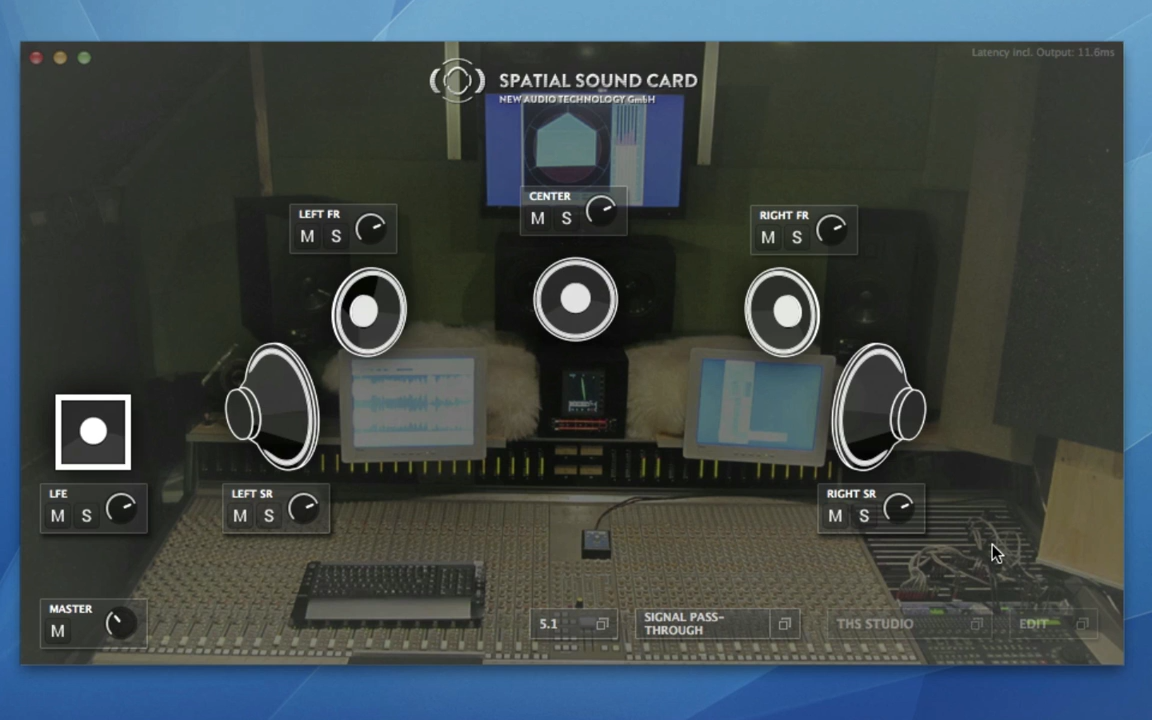 Latency incl. Output: 11.6ms
SPATIAL SOUND CARD
NEW AUDIO TECHNOLOGY GmbH
CENTER
M S
LEFT FR
M S
RIGHT FR
M S
LFE
M S
LEFT SR
M S
RIGHT SR
M S
MASTER
M
5.1
SIGNAL PASS-
THROUGH
THS STUDIO
EDIT